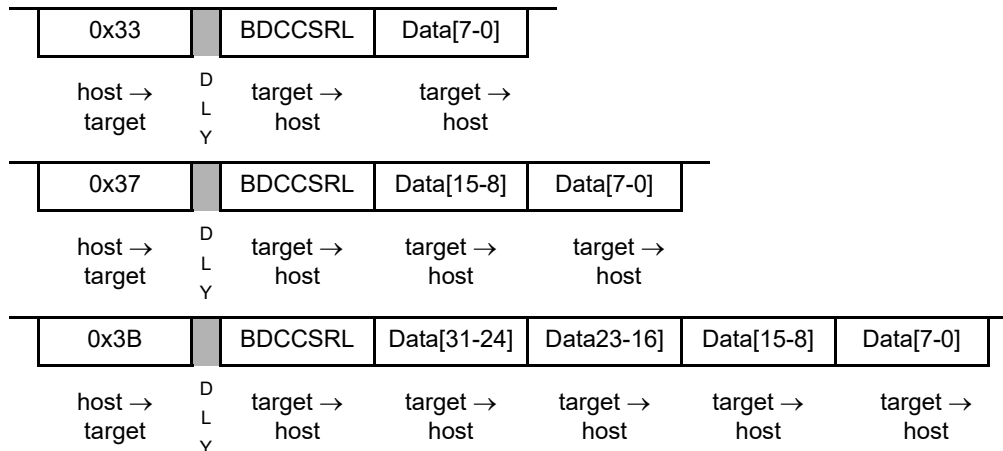 0x33 BDCCSRL Data[7-0]
host → D target → target →
target L host host
Y
0x37 BDCCSRL Data[15-8] Data[7-0]
host → D target → target → target →
target L host host host
Y
0x3B BDCCSRL Data[31-24] Data23-16] Data[15-8] Data[7-0]
host → D target → target → target → target → target →
target L host host host host host
Y